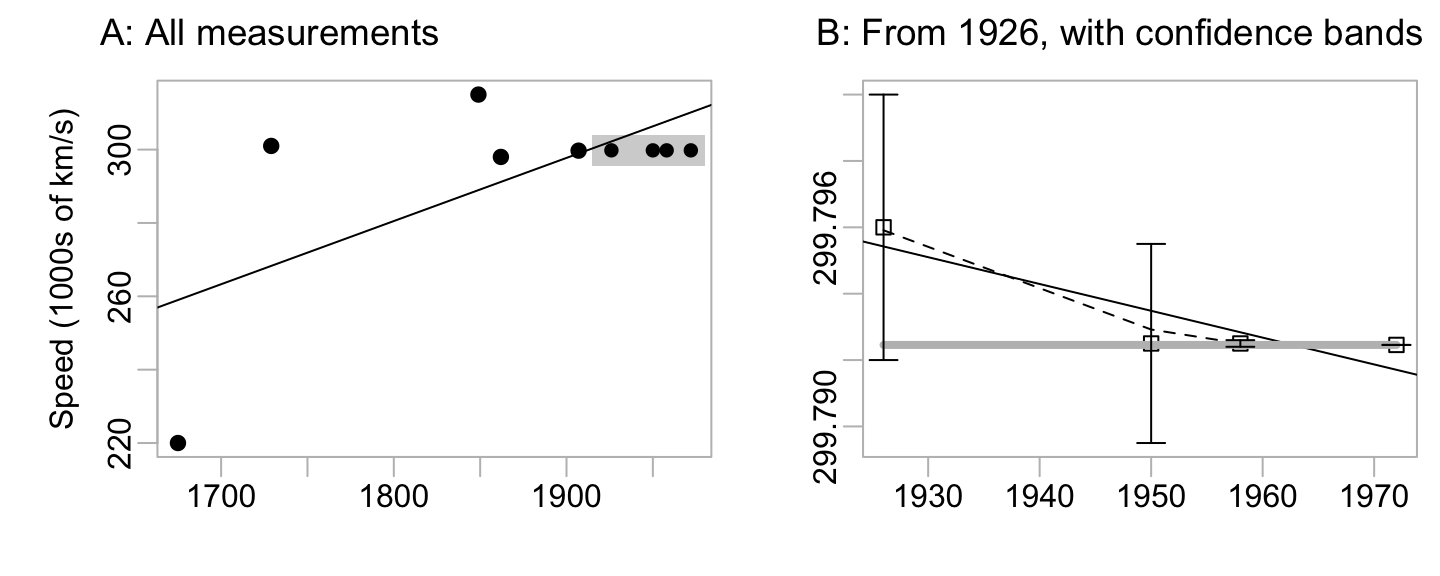 A: All measurements
B: From 1926, with confidence bands
Speed (1000s of km/s)
300
260
220
1700 1800 1900
299.796
299.790
1930 1940 1950 1960 1970